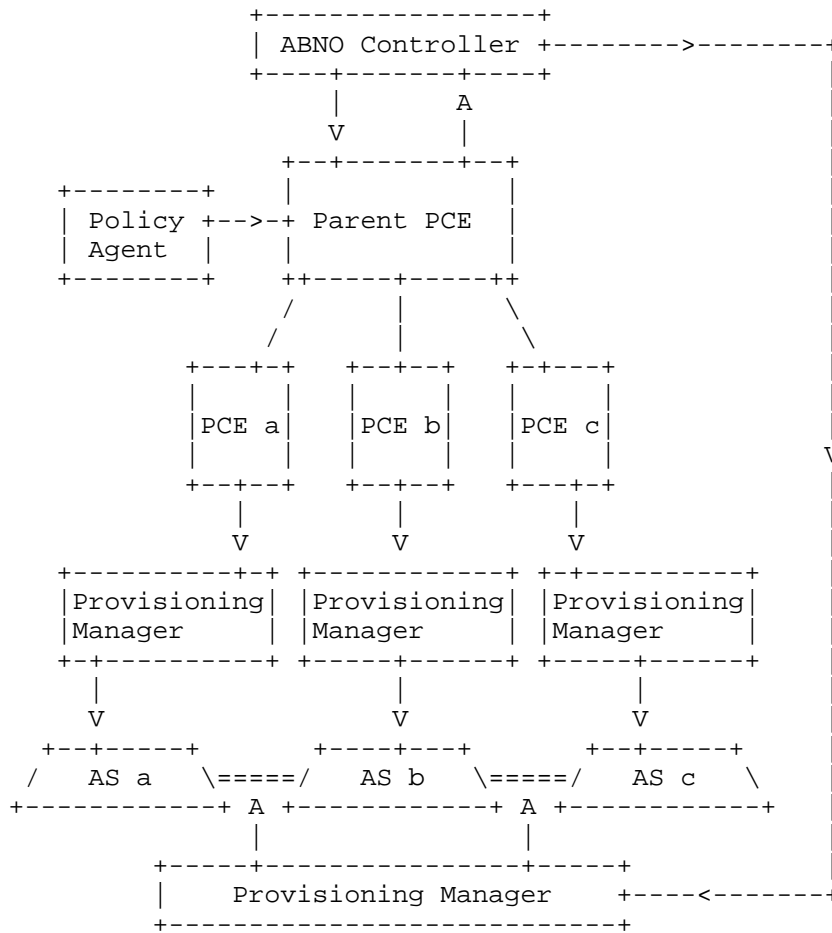 ABNO Controller
Policy
Agent
Parent PCE
PCE a
PCE b
PCE c
Provisioning
Manager
Provisioning
Manager
Provisioning
Manager
AS a
AS b
AS c
Provisioning Manager